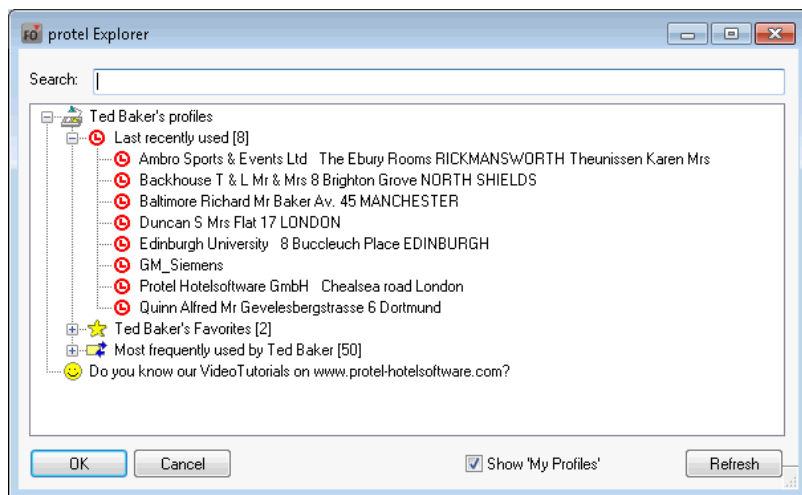 FO protel Explorer
Search:
Ted Baker's profiles
Last recently used [8]
Ambro Sports & Events Ltd The Ebury Rooms RICKMANSWORTH Theunissen Karen Mrs
Backhouse T & L Mr & Mrs 8 Brighton Grove NORTH SHIELDS
Baltimore Richard Mr Baker Av. 45 MANCHESTER
Duncan S Mrs Flat 17 LONDON
Edinburgh University 8 Buccleuch Place EDINBURGH
GM_Siemens
Protel Hotelsoftware GmbH Chealsea road London
Quinn Alfred Mr Gevelesbergstrasse 6 Dortmund
Ted Baker's Favorites [2]
Most frequently used by Ted Baker [50]
Do you know our VideoTutorials on www.protel-hotelsoftware.com?
OK Cancel Show 'My Profiles' Refresh